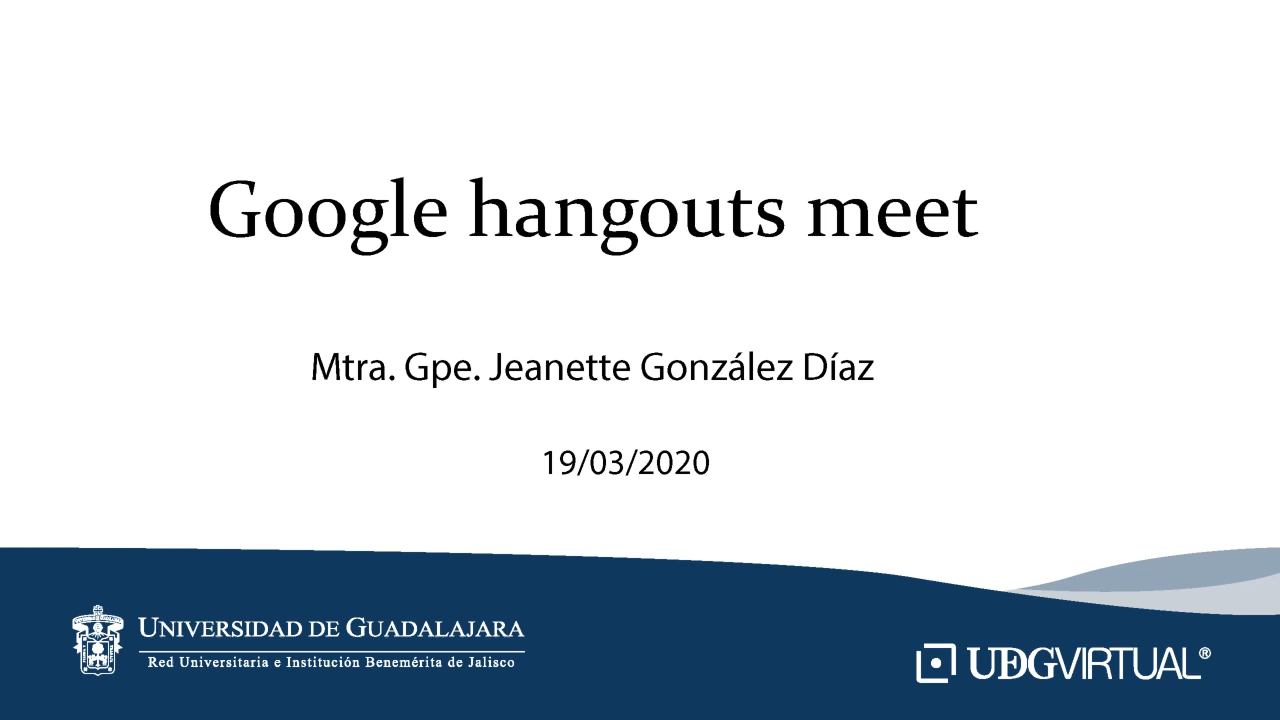 Google hangouts meet
Mtra. Gpe. Jeanette González Díaz
19/03/2020
UNIVERSIDAD DE GUADALAJARA
Red Universitaria e Institución Benemérita de Jalisco
UDGVIRTUAL®